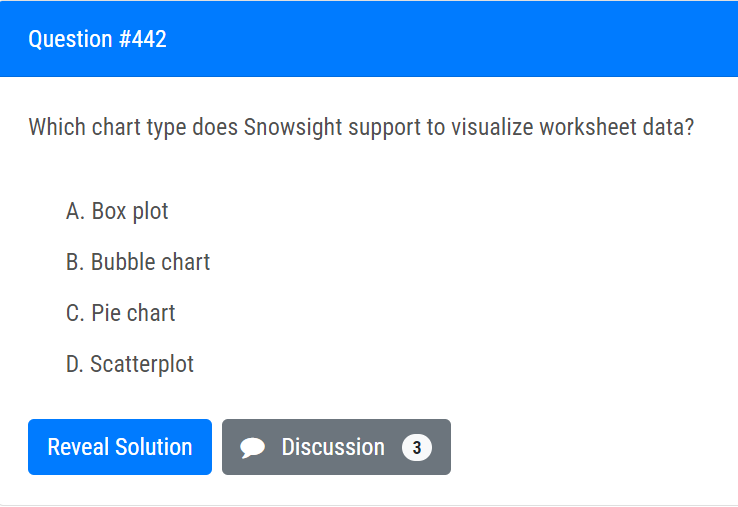 Question #442
Which chart type does Snowsight support to visualize worksheet data?
A. Box plot
B. Bubble chart
C. Pie chart
D. Scatterplot
Reveal Solution Discussion 3